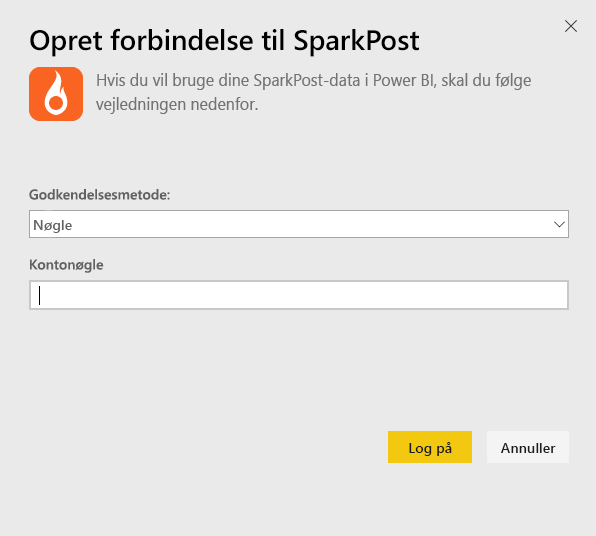 Opret forbindelse til SparkPost
Hvis du vil bruge dine SparkPost-data i Power BI, skal du følge
vejledningen nedenfor.
Godkendelsesmetode:
Nøgle
Kontonøgle
Log på
Annuller